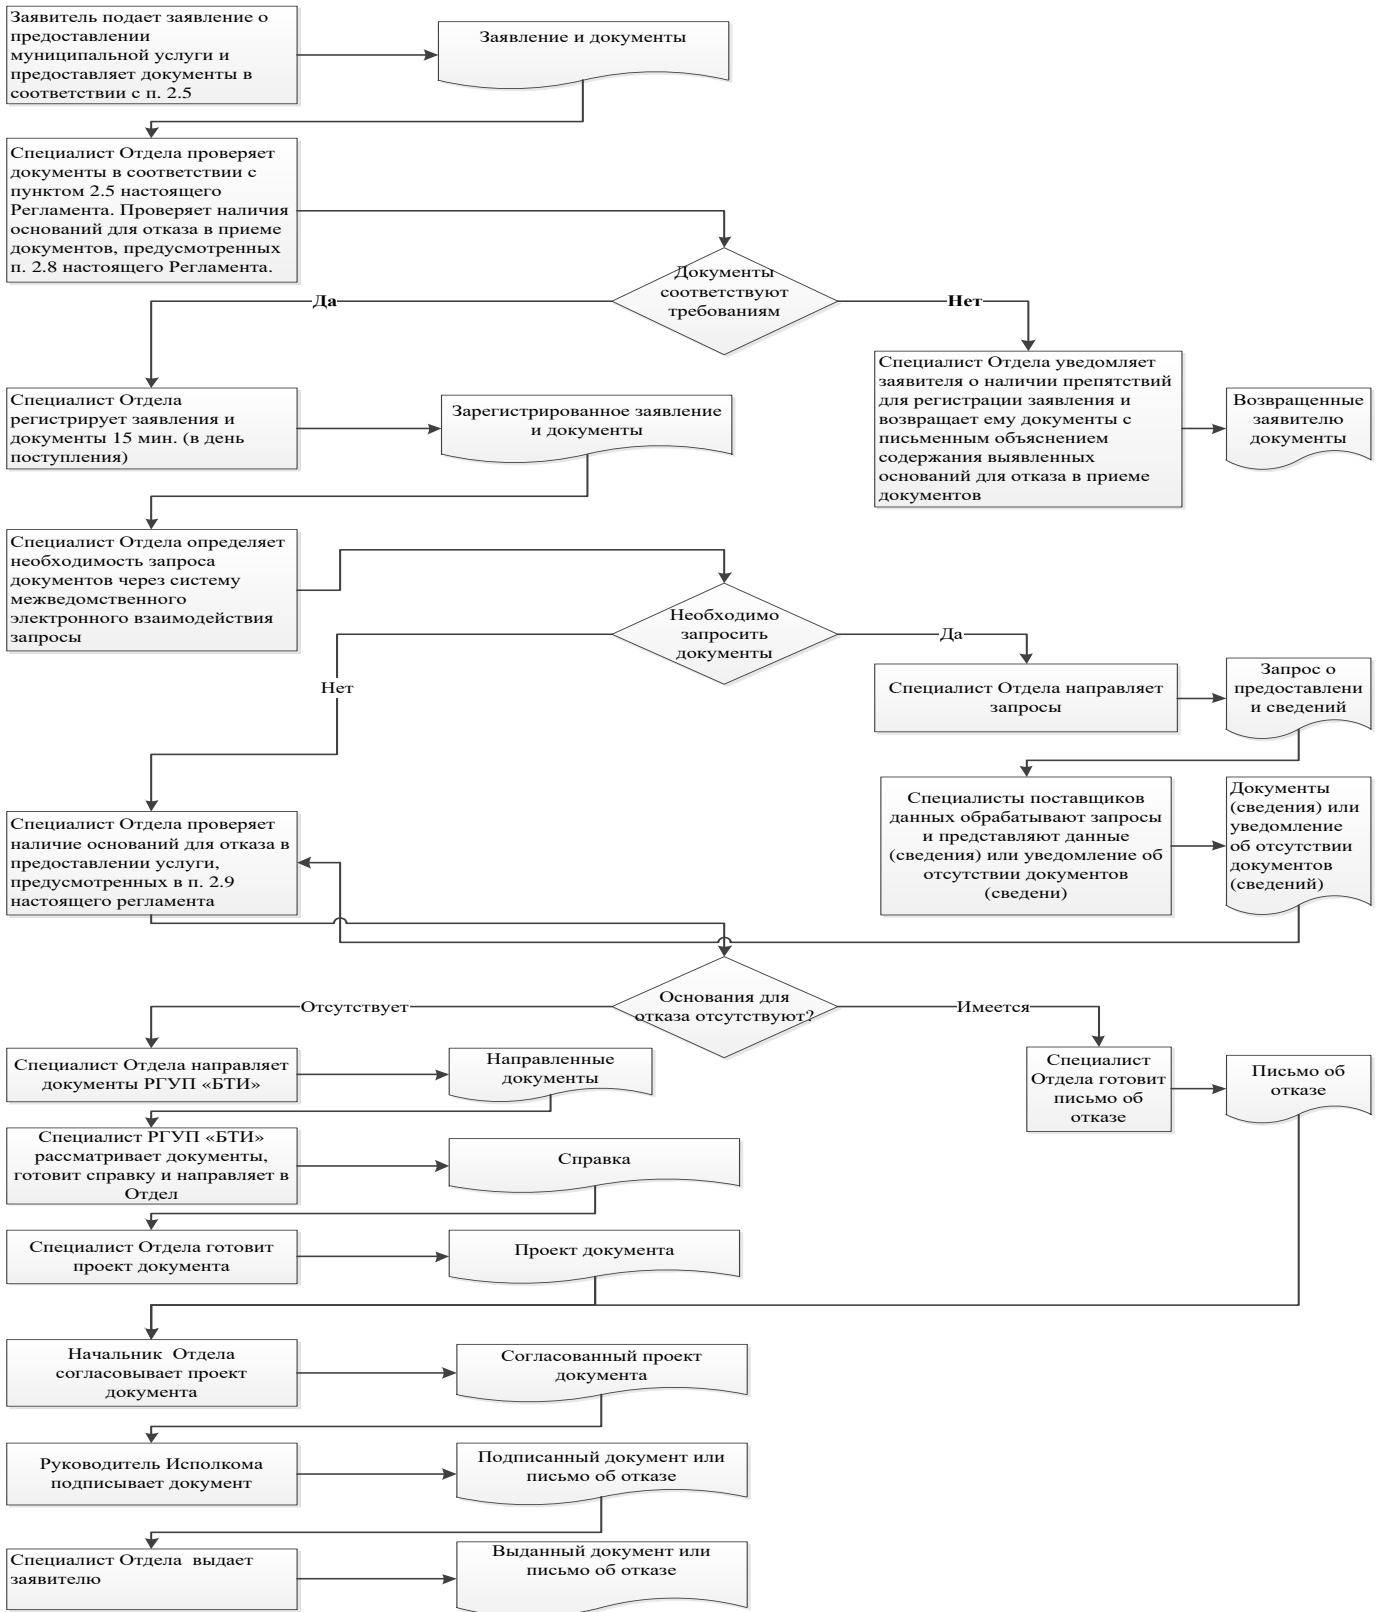 Заявитель подает заявление о
предоставлении
муниципальной услуги и
предоставляет документы в
соответствии с п. 2.5
Заявление и документы
Специалист Отдела проверяет
документы в соответствии с
пунктом 2.5 настоящего
Регламента. Проверяет наличия
оснований для отказа в приеме
документов, предусмотренных
п. 2.8 настоящего Регламента.
Документы
соответствуют
требованиям
Да
Нет
Специалист Отдела
регистрирует заявления и
документы 15 мин. (в день
поступления)
Зарегистрированное заявление
и документы
Специалист Отдела уведомляет
заявителя о наличии препятствий
для регистрации заявления и
возвращает ему документы с
письменным объяснением
содержания выявленных
оснований для отказа в приеме
документов
Возвращенные
заявителю
документы
Специалист Отдела определяет
необходимость запроса
документов через систему
межведомственного
электронного взаимодействия
запросы
Необходимо
запросить
документы
Да
Нет
Специалист Отдела направляет
запросы
Запрос о
предоставлени
и сведений
Специалисты поставщиков
данных обрабатывают запросы
и представляют данные
(сведения) или уведомление об
отсутствии документов
(сведени)
Документы
(сведения) или
уведомление
об отсутствии
документов
(сведений)
Специалист Отдела проверяет
наличие оснований для отказа в
предоставлении услуги,
предусмотренных в п. 2.9
настоящего регламента
Основания для
отказа отсутствуют?
Отсутствует
Имеется
Специалист Отдела направляет
документы РГУП «БТИ»
Направленные
документы
Специалист
Отдела готовит
письмо об
отказе
Письмо об
отказе
Специалист РГУП «БТИ»
рассматривает документы,
готовит справку и направляет в
Отдел
Справка
Специалист Отдела готовит
проект документа
Проект документа
Начальник  Отдела
согласовывает проект
документа
Согласованный проект
документа
Руководитель Исполкома
подписывает документ
Подписанный документ или
письмо об отказе
Специалист Отдела  выдает
заявителю
Выданный документ или
письмо об отказе